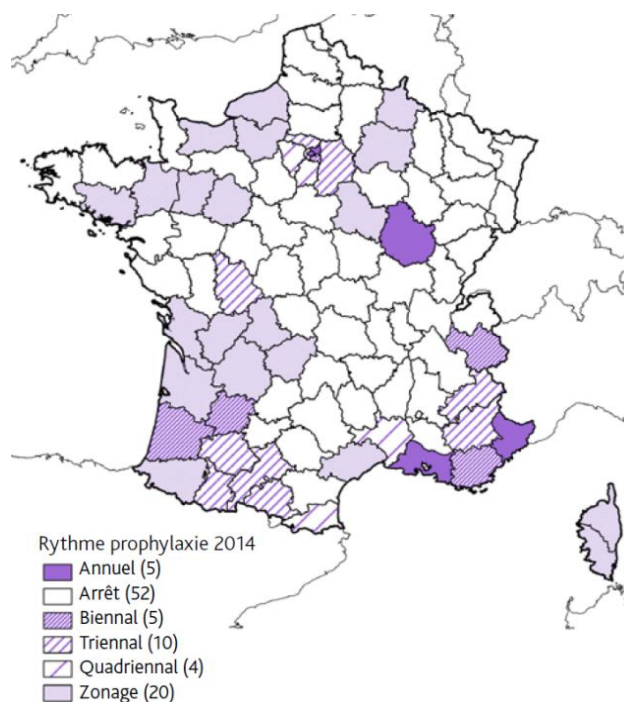 Rythme prophylaxie 2014
Annuel (5)
Arrêt (52)
Biennal (5)
Triennal (10)
Quadriennal (4)
Zonage (20)